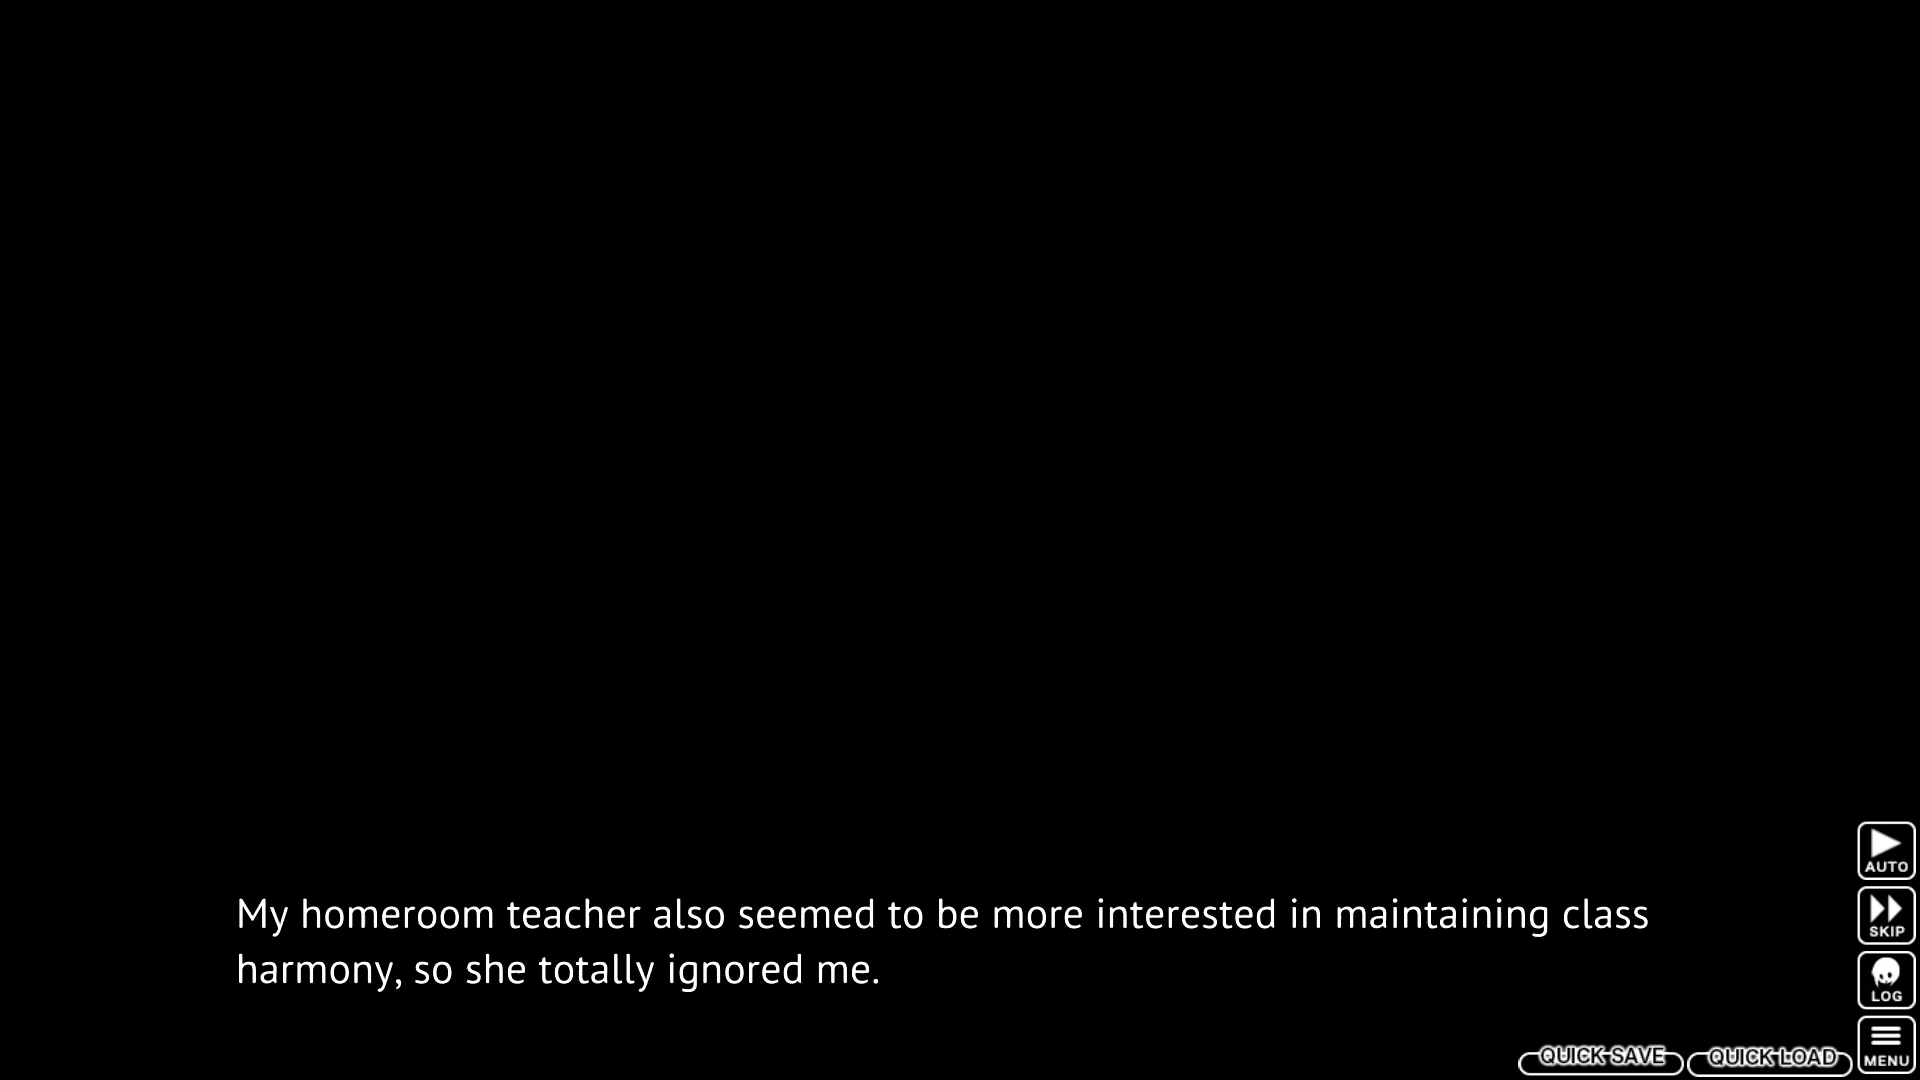 My homeroom teacher also seemed to be more interested in maintaining class
harmony, so she totally ignored me.
AUTO
SKIP
LOG
MENU
QUICK SAVE
QUICK LOAD